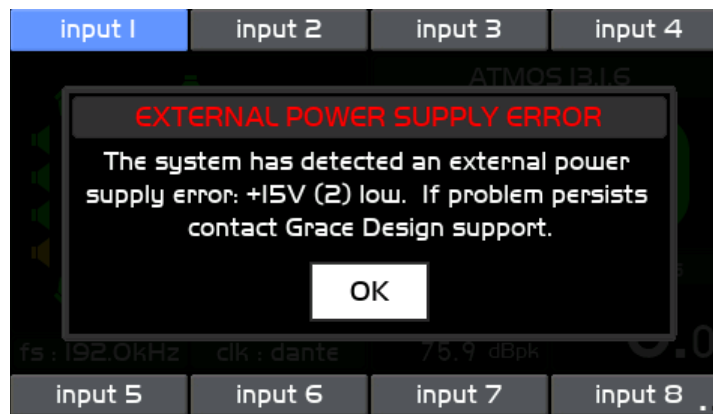 input 1
input 2
input 3
input 4
ATMOS 13.1.6
EXTERNAL POWER SUPPLY ERROR
The system has detected an external power
supply error: +15V (2) low. If problem persists
contact Grace Design support.
OK
fs : 192.0kHz
clk : dante
75.9 dBpk
input 5
input 6
input 7
input 8